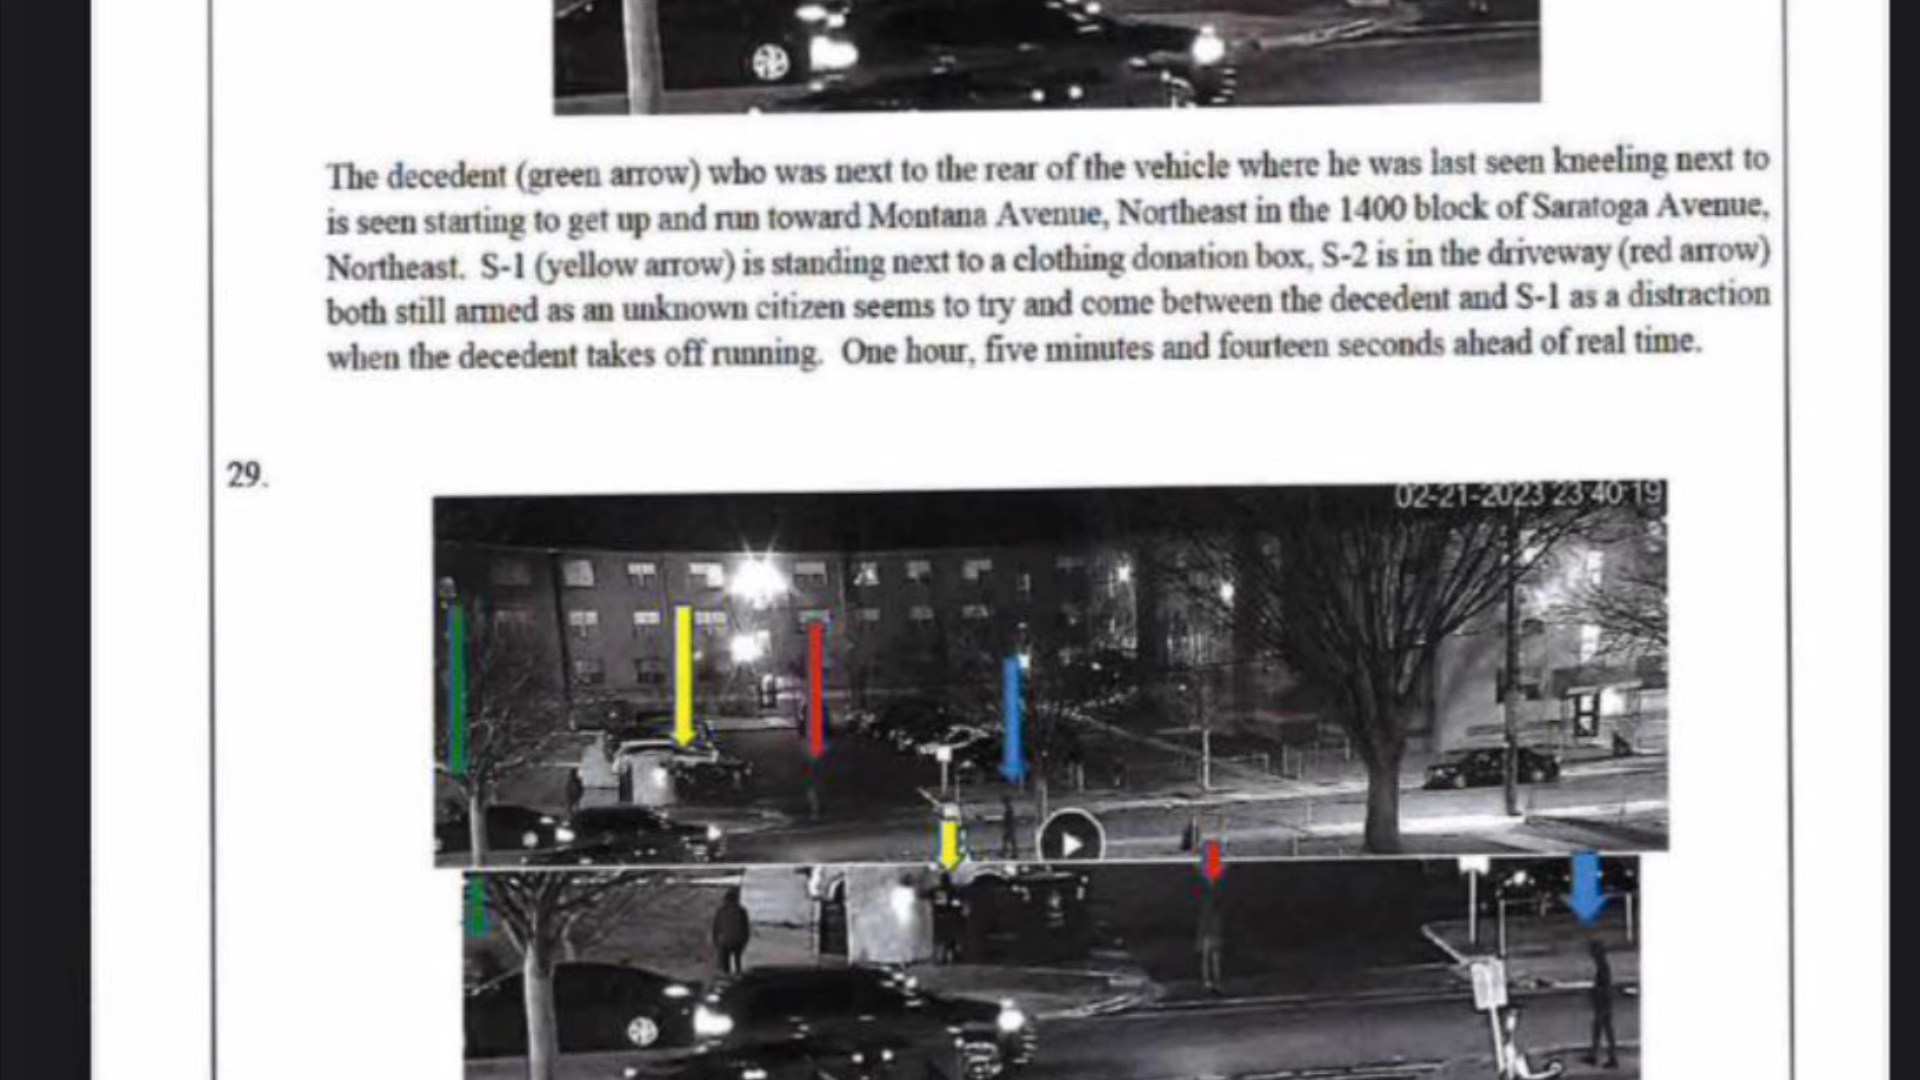 The decedent (green arrow) who was next to the rear of the vehicle where he was last seen kneeling next to
is seen starting to get up and run toward Montana Avenue, Northeast in the 1400 block of Saratoga Avenue,
Northeast. S-1 (yellow arrow) is standing next to a clothing donation box, S-2 is in the driveway (red arrow)
both still armed as an unknown citizen seems to try and come between the decedent and S-1 as a distraction
when the decedent takes off running. One hour, five minutes and fourteen seconds ahead of real time.
29.
02-21-2023 23:40:19